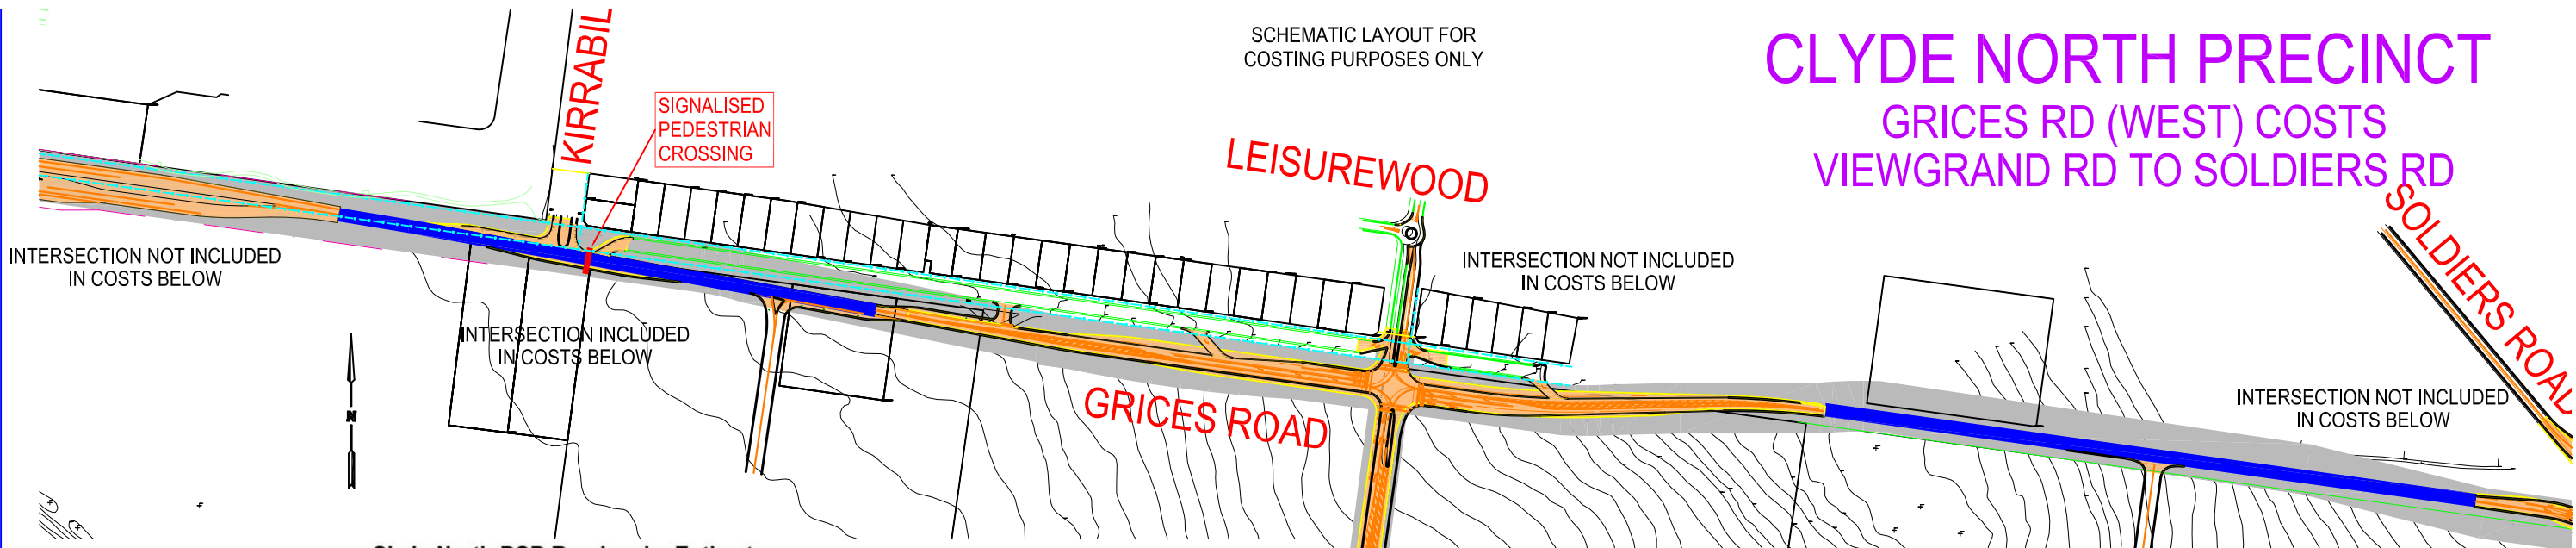 SCHEMATIC LAYOUT FOR
COSTING PURPOSES ONLY
CLYDE NORTH PRECINCT
GRICES RD (WEST) COSTS
VIEWGRAND RD TO SOLDIERS RD
KIRRABIL
SIGNALISED
PEDESTRIAN
CROSSING
LEISUREWOOD
SOLDIERS ROAD
INTERSECTION NOT INCLUDED
IN COSTS BELOW
INTERSECTION NOT INCLUDED
IN COSTS BELOW
INTERSECTION INCLUDED
IN COSTS BELOW
N
GRICES ROAD
INTERSECTION NOT INCLUDED
IN COSTS BELOW